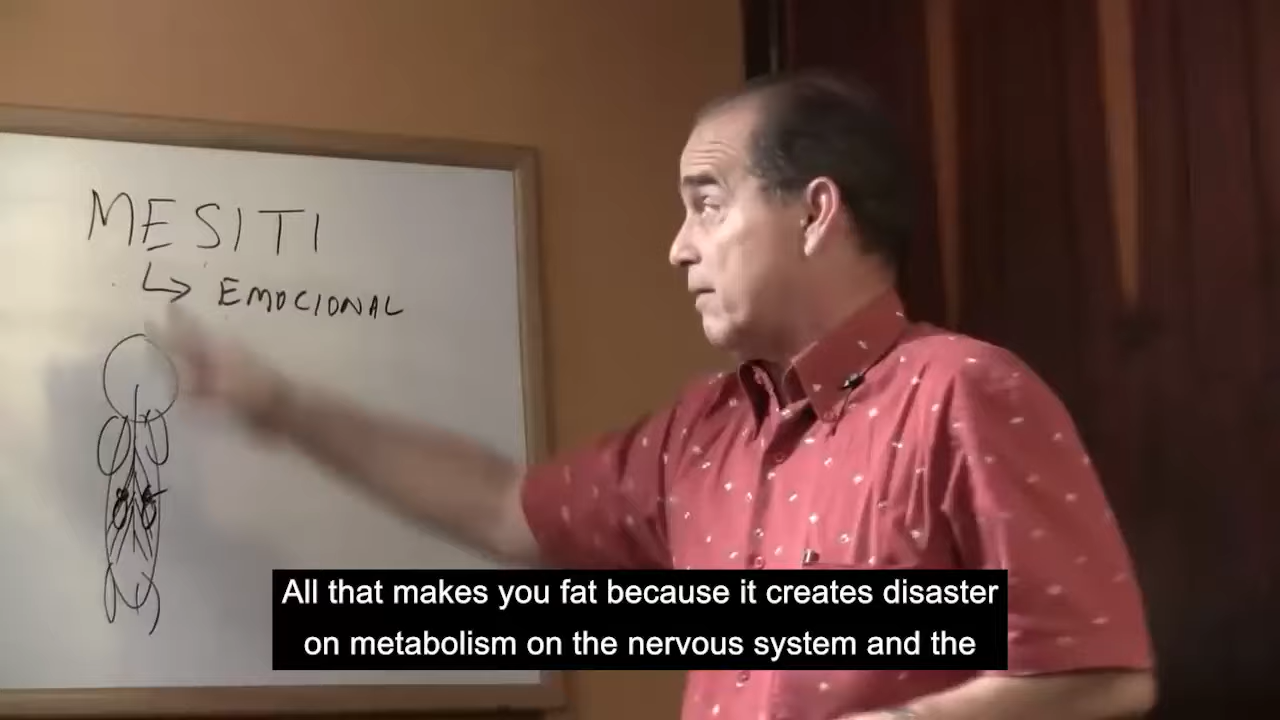 MESITI
EMOCIONAL
All that makes you fat because it creates disaster
on metabolism on the nervous system and the